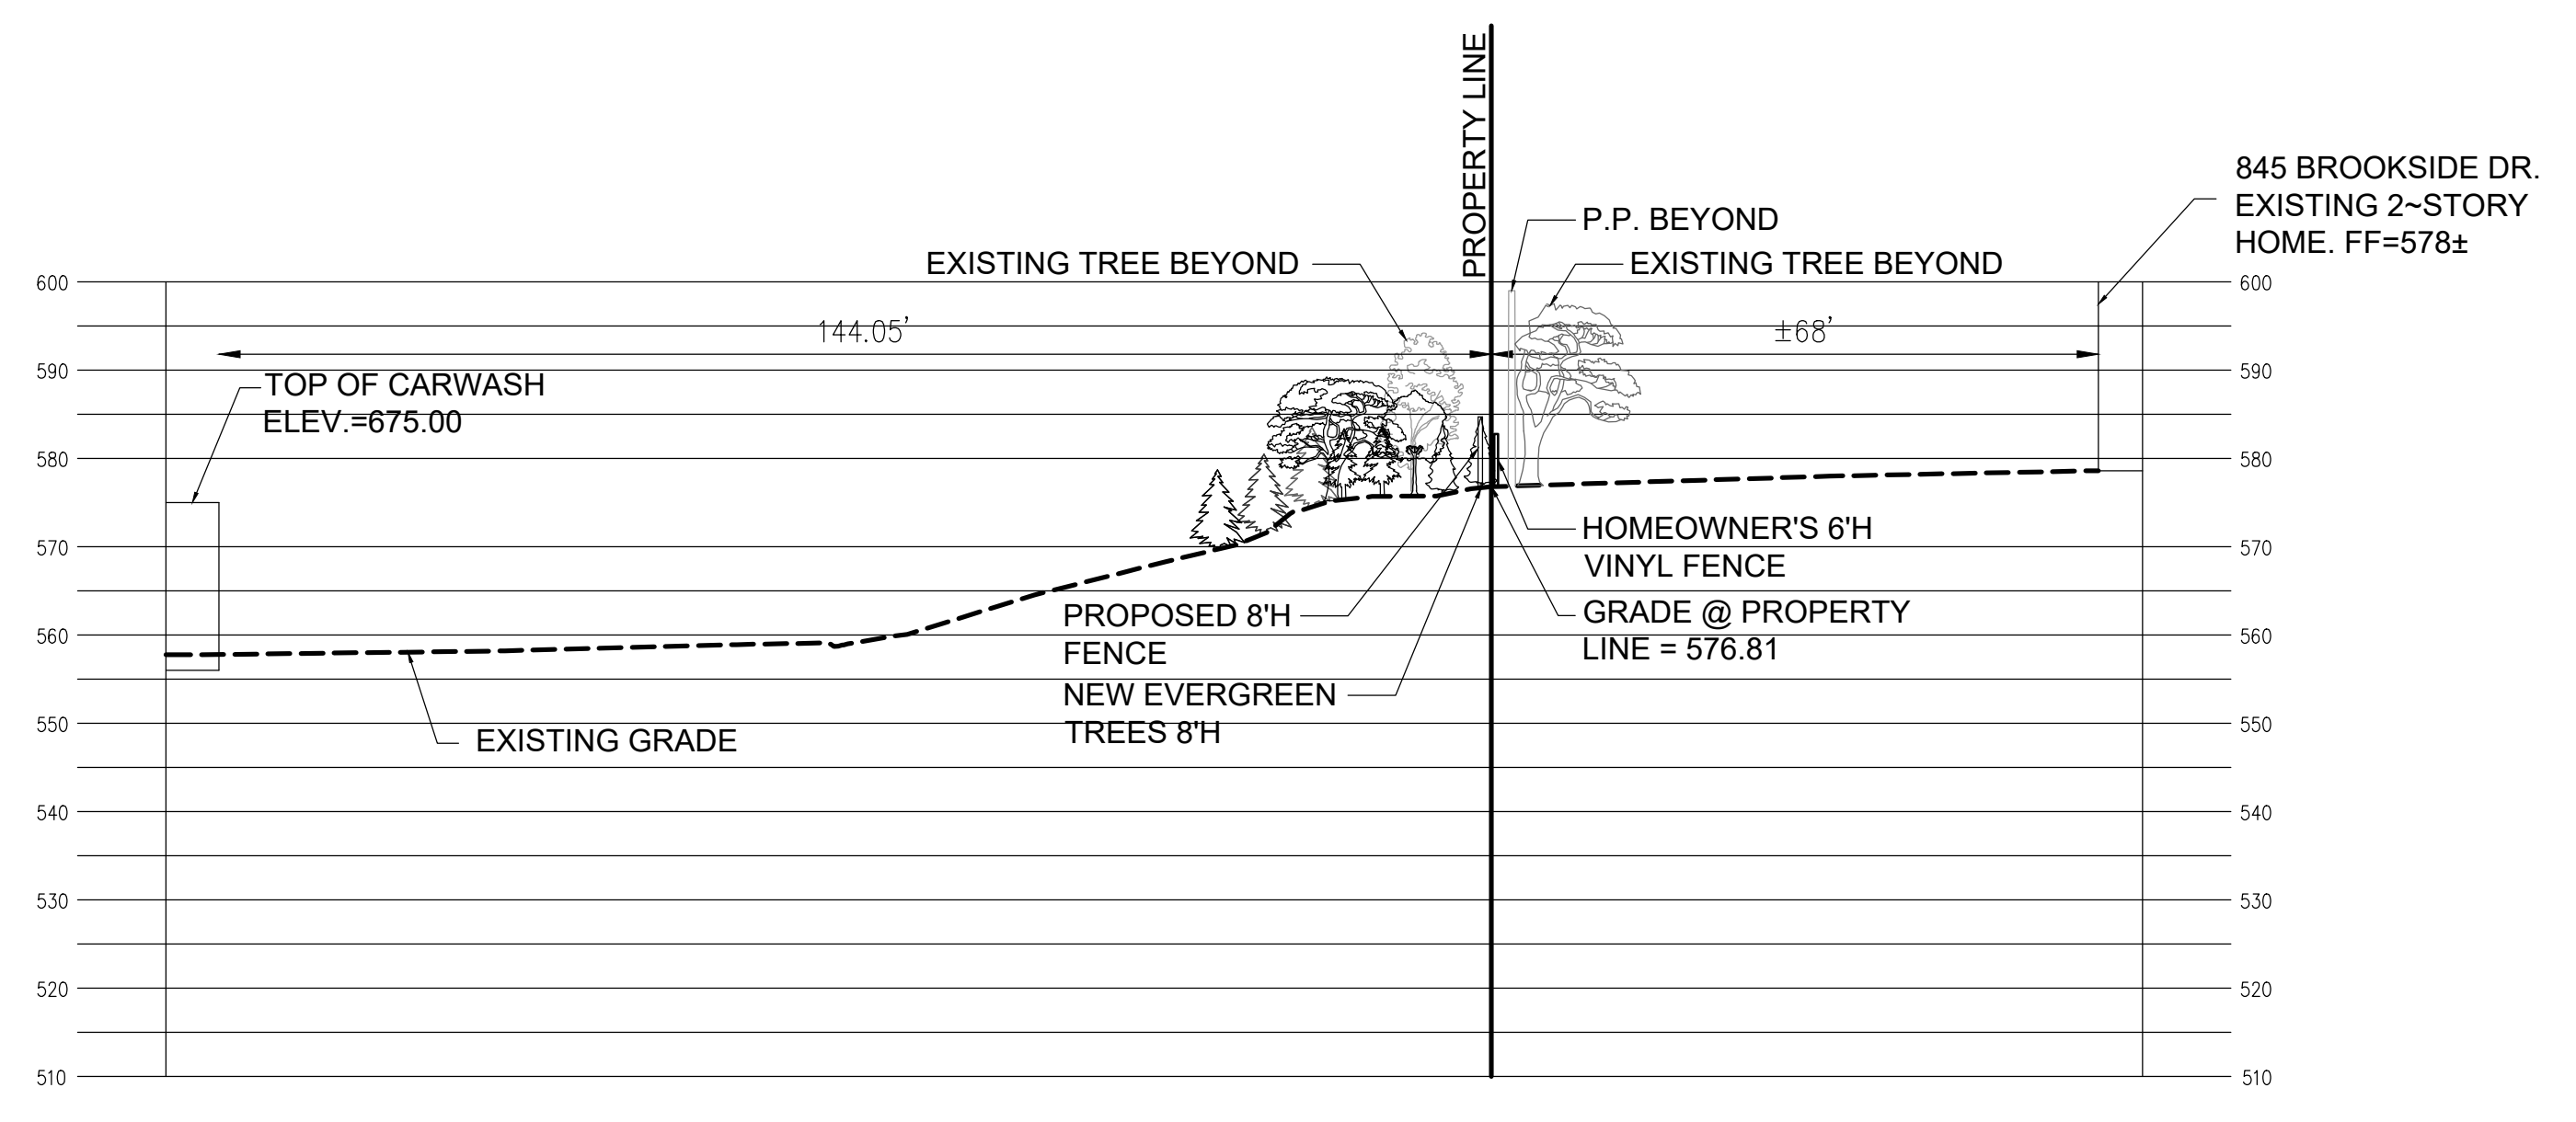 PROPERTY LINE
845 BROOKSIDE DR.
EXISTING 2~STORY
HOME. FF=578±
P.P. BEYOND
EXISTING TREE BEYOND
EXISTING TREE BEYOND
600
600
144.05'
±68'
590
590
TOP OF CARWASH
ELEV.=675.00
580
580
HOMEOWNER'S 6'H
VINYL FENCE
570
570
PROPOSED 8'H
FENCE
GRADE @ PROPERTY
LINE = 576.81
560
560
NEW EVERGREEN
TREES 8'H
EXISTING GRADE
550
550
540
540
530
530
520
520
510
510